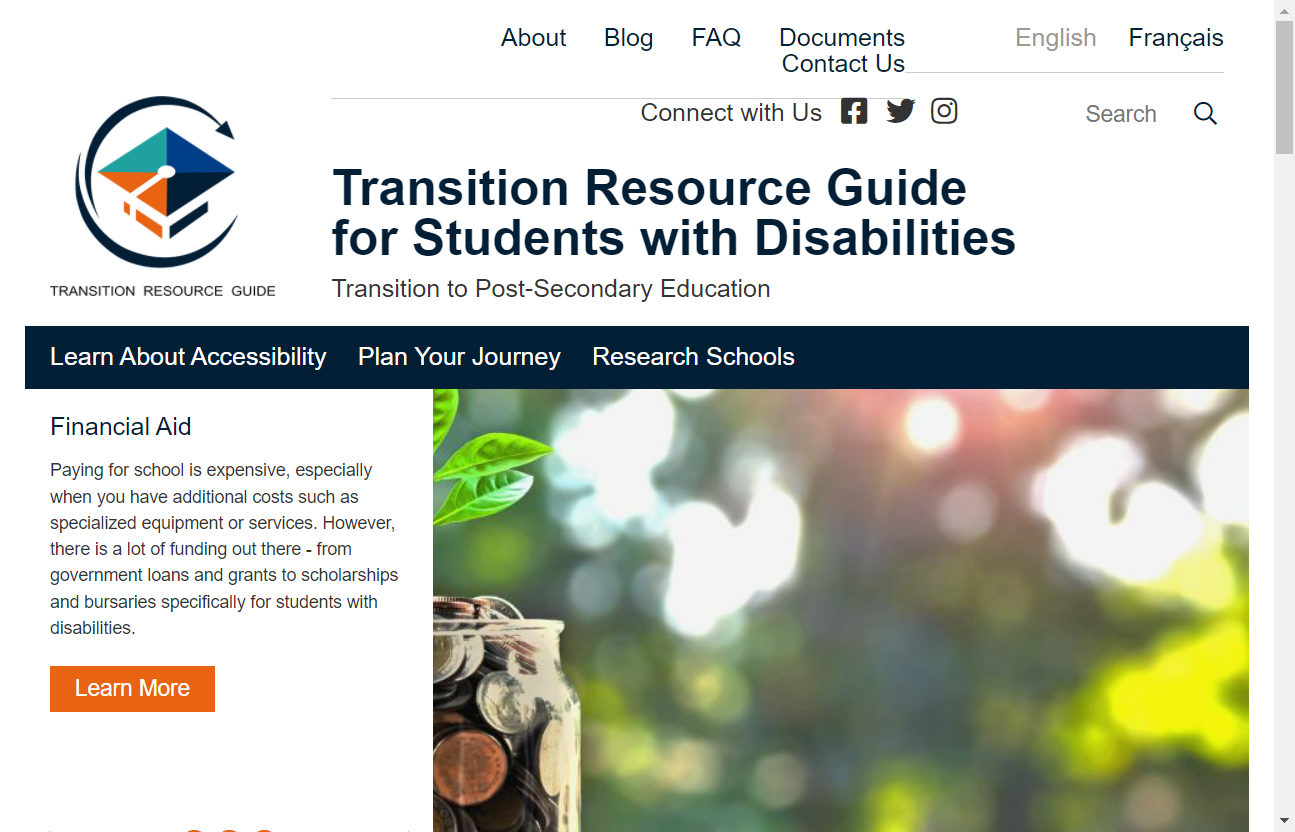 About Blog FAQ Documents English Français
Contact Us
Connect with Us Search
TRANSITION RESOURCE GUIDE
Transition Resource Guide
for Students with Disabilities
Transition to Post-Secondary Education
Learn About Accessibility Plan Your Journey Research Schools
Financial Aid
Paying for school is expensive, especially
when you have additional costs such as
specialized equipment or services. However,
there is a lot of funding out there - from
government loans and grants to scholarships
and bursaries specifically for students with
disabilities.
Learn More